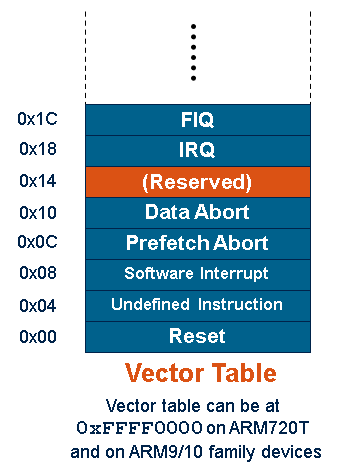 0x1C FIQ
0x18 IRQ
0x14 (Reserved)
0x10 Data Abort
0x0C Prefetch Abort
0x08 Software Interrupt
0x04 Undefined Instruction
0x00 Reset
Vector Table
Vector table can be at
0xFFFF0000 on ARM720T
and on ARM9/10 family devices